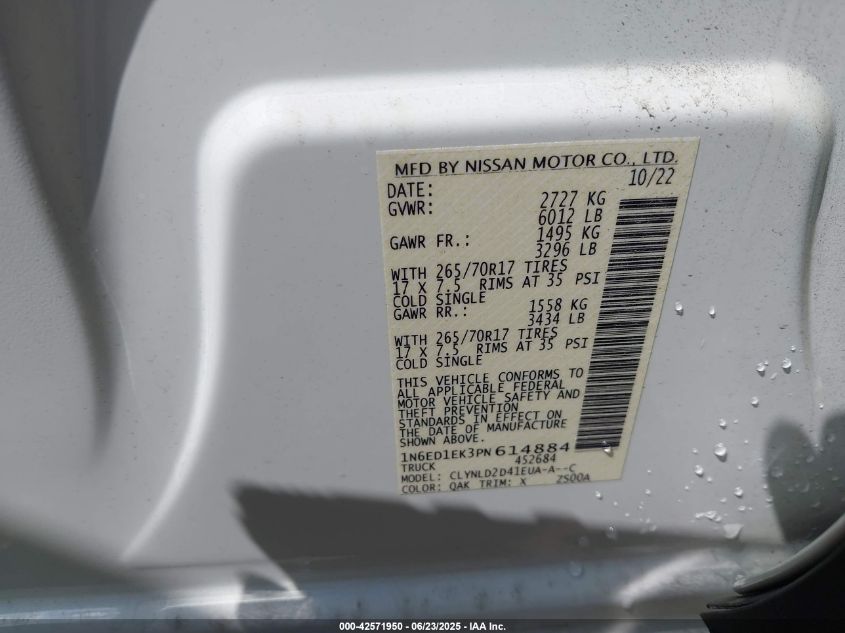 MFD BY NISSAN MOTOR CO., LTD.
DATE: 10/22
GVWR: 2727 KG
6012 LB
GAWR FR.: 1495 KG
3296 LB
WITH 265/70R17 TIRES
17 X 7.5 RIMS AT 35 PSI
COLD SINGLE
GAWR RR.: 1558 KG
3434 LB
WITH 265/70R17 TIRES
17 X 7.5 RIMS AT 35 PSI
COLD SINGLE
THIS VEHICLE CONFORMS TO
ALL APPLICABLE FEDERAL
MOTOR VEHICLE SAFETY AND
THEFT PREVENTION
STANDARDS IN EFFECT ON
THE DATE OF MANUFACTURE
SHOWN ABOVE.
1N6ED1EK3PN614884
TRUCK 452684
MODEL: CLYNLD2D41EUA-A--C
COLOR: QAK TRIM: X 2S00A
000-42571950 - 06/23/2025 - IAA Inc.